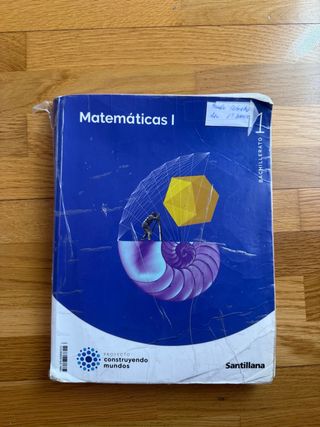 Matemáticas I
1
BACHILLERATO
PROYECTO
construyendo
mundos
Santillana